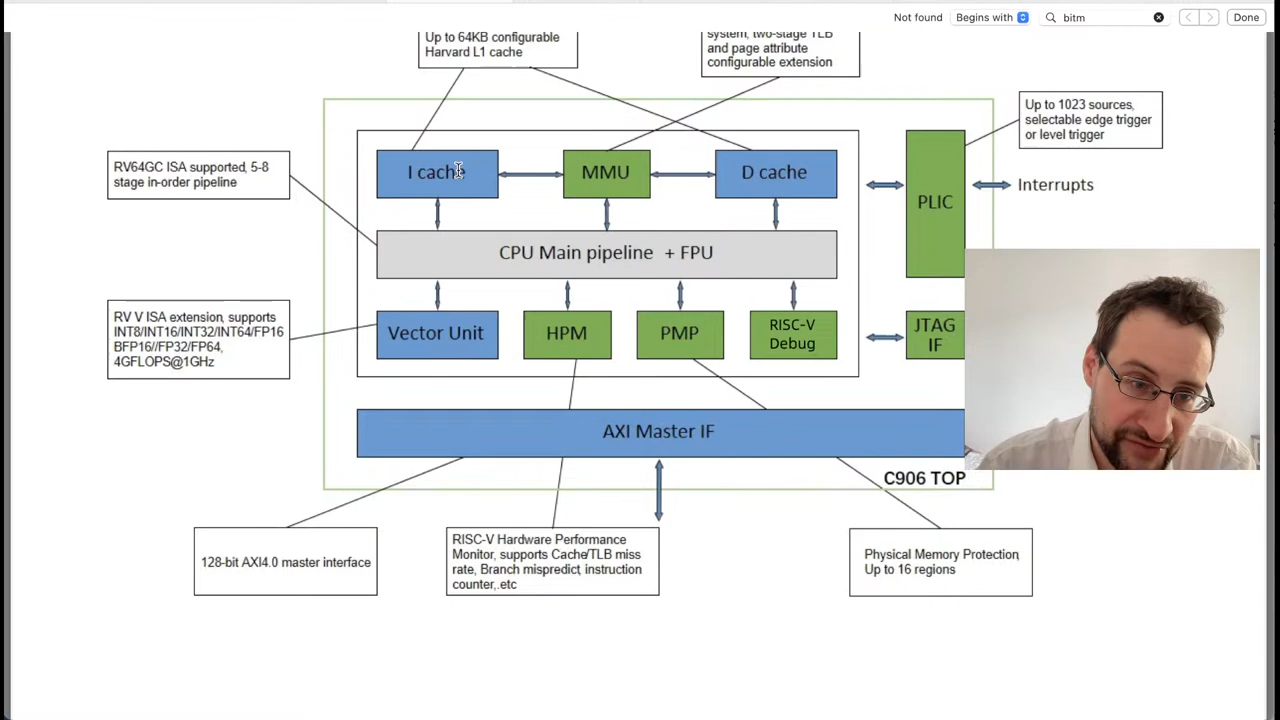 Not found
Begins with
bitm
Done
Up to 64KB configurable
Harvard L1 cache
system, two-stage TLB
and page attribute
configurable extension
Up to 1023 sources,
selectable edge trigger
or level trigger
RV64GC ISA supported, 5-8
stage in-order pipeline
I cache
MMU
D cache
PLIC
Interrupts
CPU Main pipeline + FPU
RV V ISA extension, supports
INT8/INT16/INT32/INT64/FP16
BFP16//FP32/FP64,
4GFLOPS@1GHz
Vector Unit
HPM
PMP
RISC-V
Debug
JTAG
IF
AXI Master IF
C906 TOP
128-bit AXI4.0 master interface
RISC-V Hardware Performance
Monitor, supports Cache/TLB miss
rate, Branch mispredict, instruction
counter,.etc
Physical Memory Protection,
Up to 16 regions